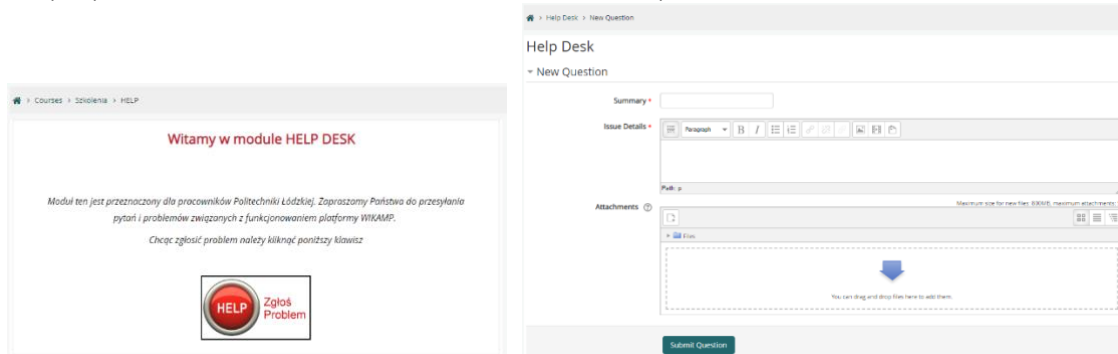 Courses > Szkolenia > HELP
Witamy w module HELP DESK
Moduł ten jest przeznaczony dla pracowników Politechniki Łódzkiej. Zapraszamy Państwa do przesyłania
pytań i problemów związanych z funkcjonowaniem platformy WIKAMP.
Chcąc zgłosić problem należy kliknąć poniższy klawisz
HELP
Zgłoś
Problem
Help Desk > New Question
Help Desk
New Question
Summary
Issue Details
Paragraph
B I
Path: p
Attachments
Maximum size for new files: 830MB, maximum attachments:
Files
You can drag and drop files here to add them.
Submit Question